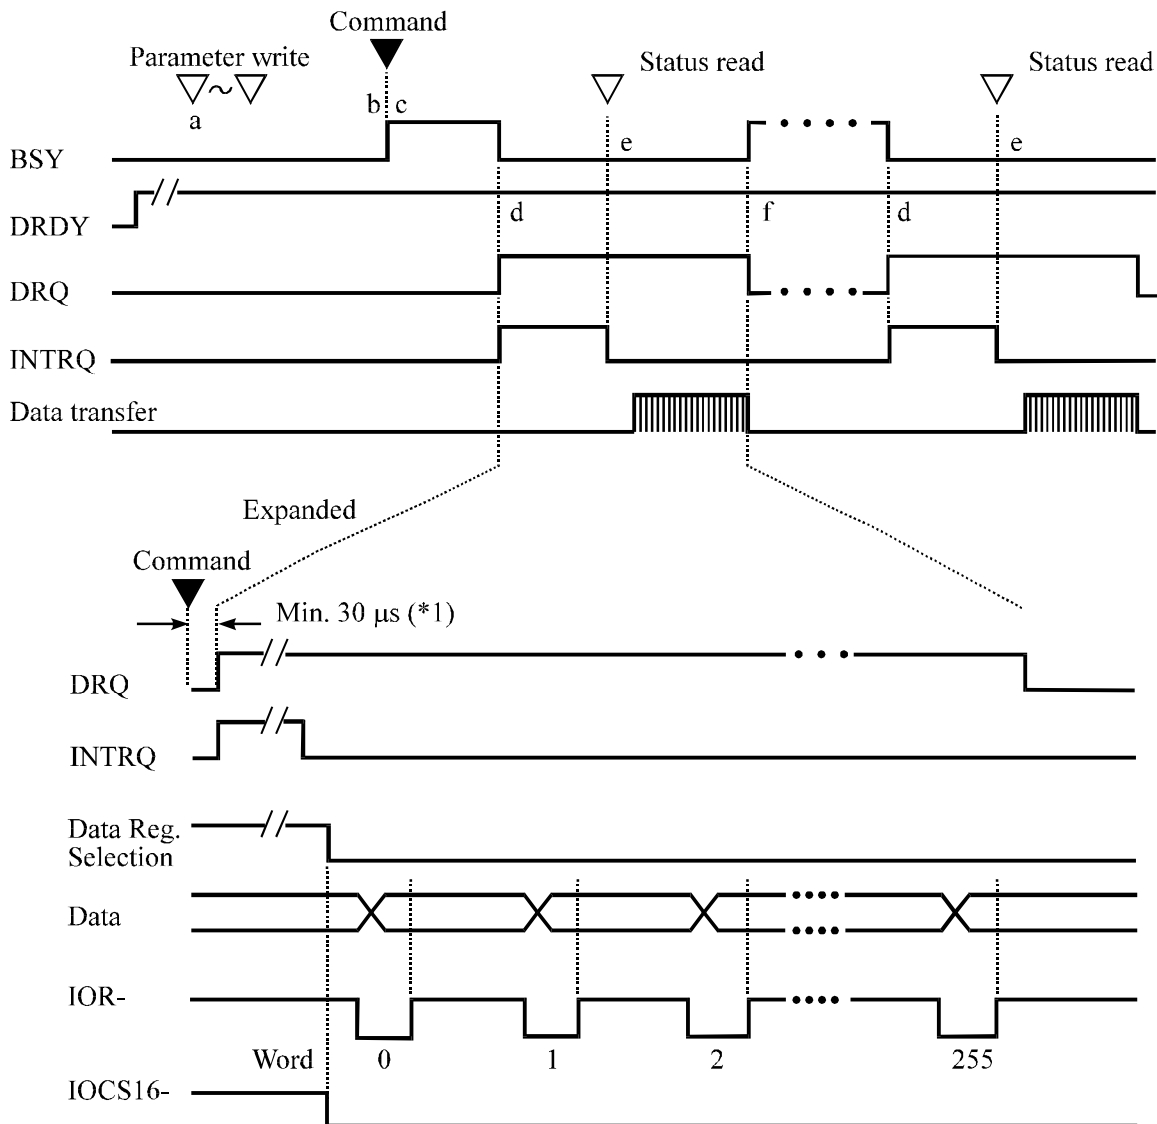 Command
Parameter write
Status read
Status read
a
b c
BSY
e
e
DRDY
d
f
d
DRQ
INTRQ
Data transfer
Expanded
Command
Min. 30 µs (*1)
DRQ
INTRQ
Data Reg.
Selection
Data
IOR-
Word 0 1 2 255
IOCS16-